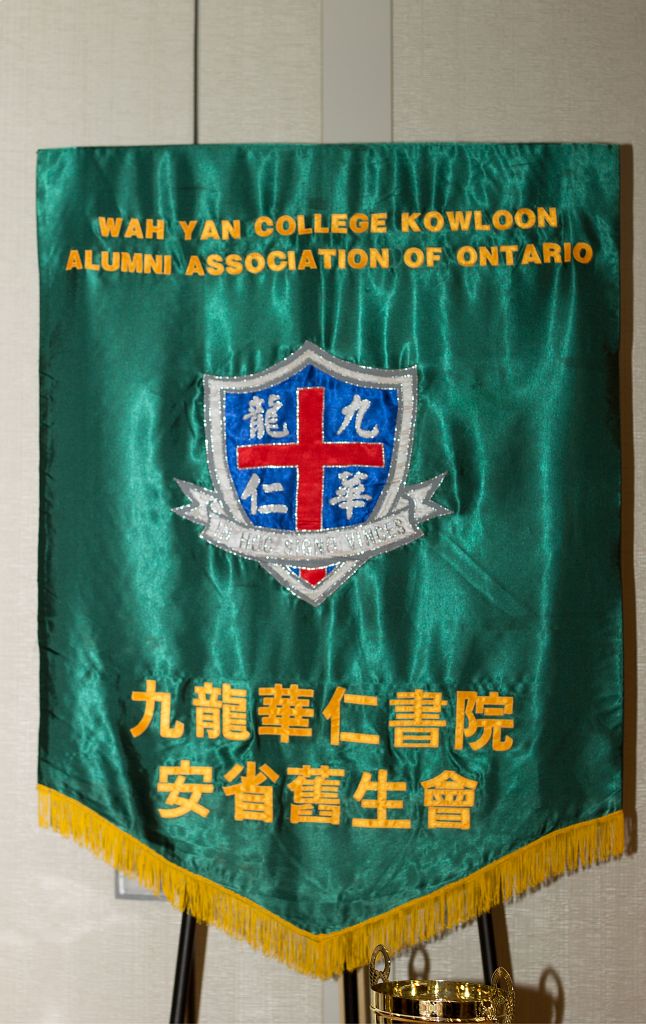 WAH YAN COLLEGE KOWLOON
ALUMNI ASSOCIATION OF ONTARIO
龍 九
仁 華
IN HOC SIGNO VINCES
九龍華仁書院
安省舊生會